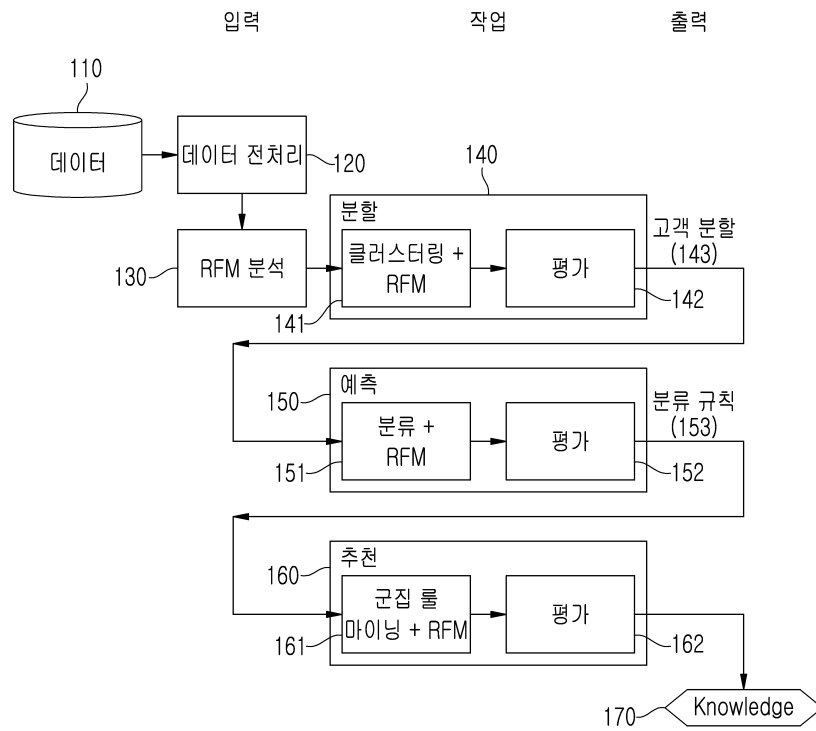 입력
작업
출력
110
데이터
데이터 전처리
120
140
분할
RFM 분석
130
클러스터링 +
RFM
141
평가
142
고객 분할
(143)
예측
150
분류 +
RFM
151
평가
152
분류 규칙
(153)
추천
160
군집 룰
마이닝 + RFM
161
평가
162
170
Knowledge